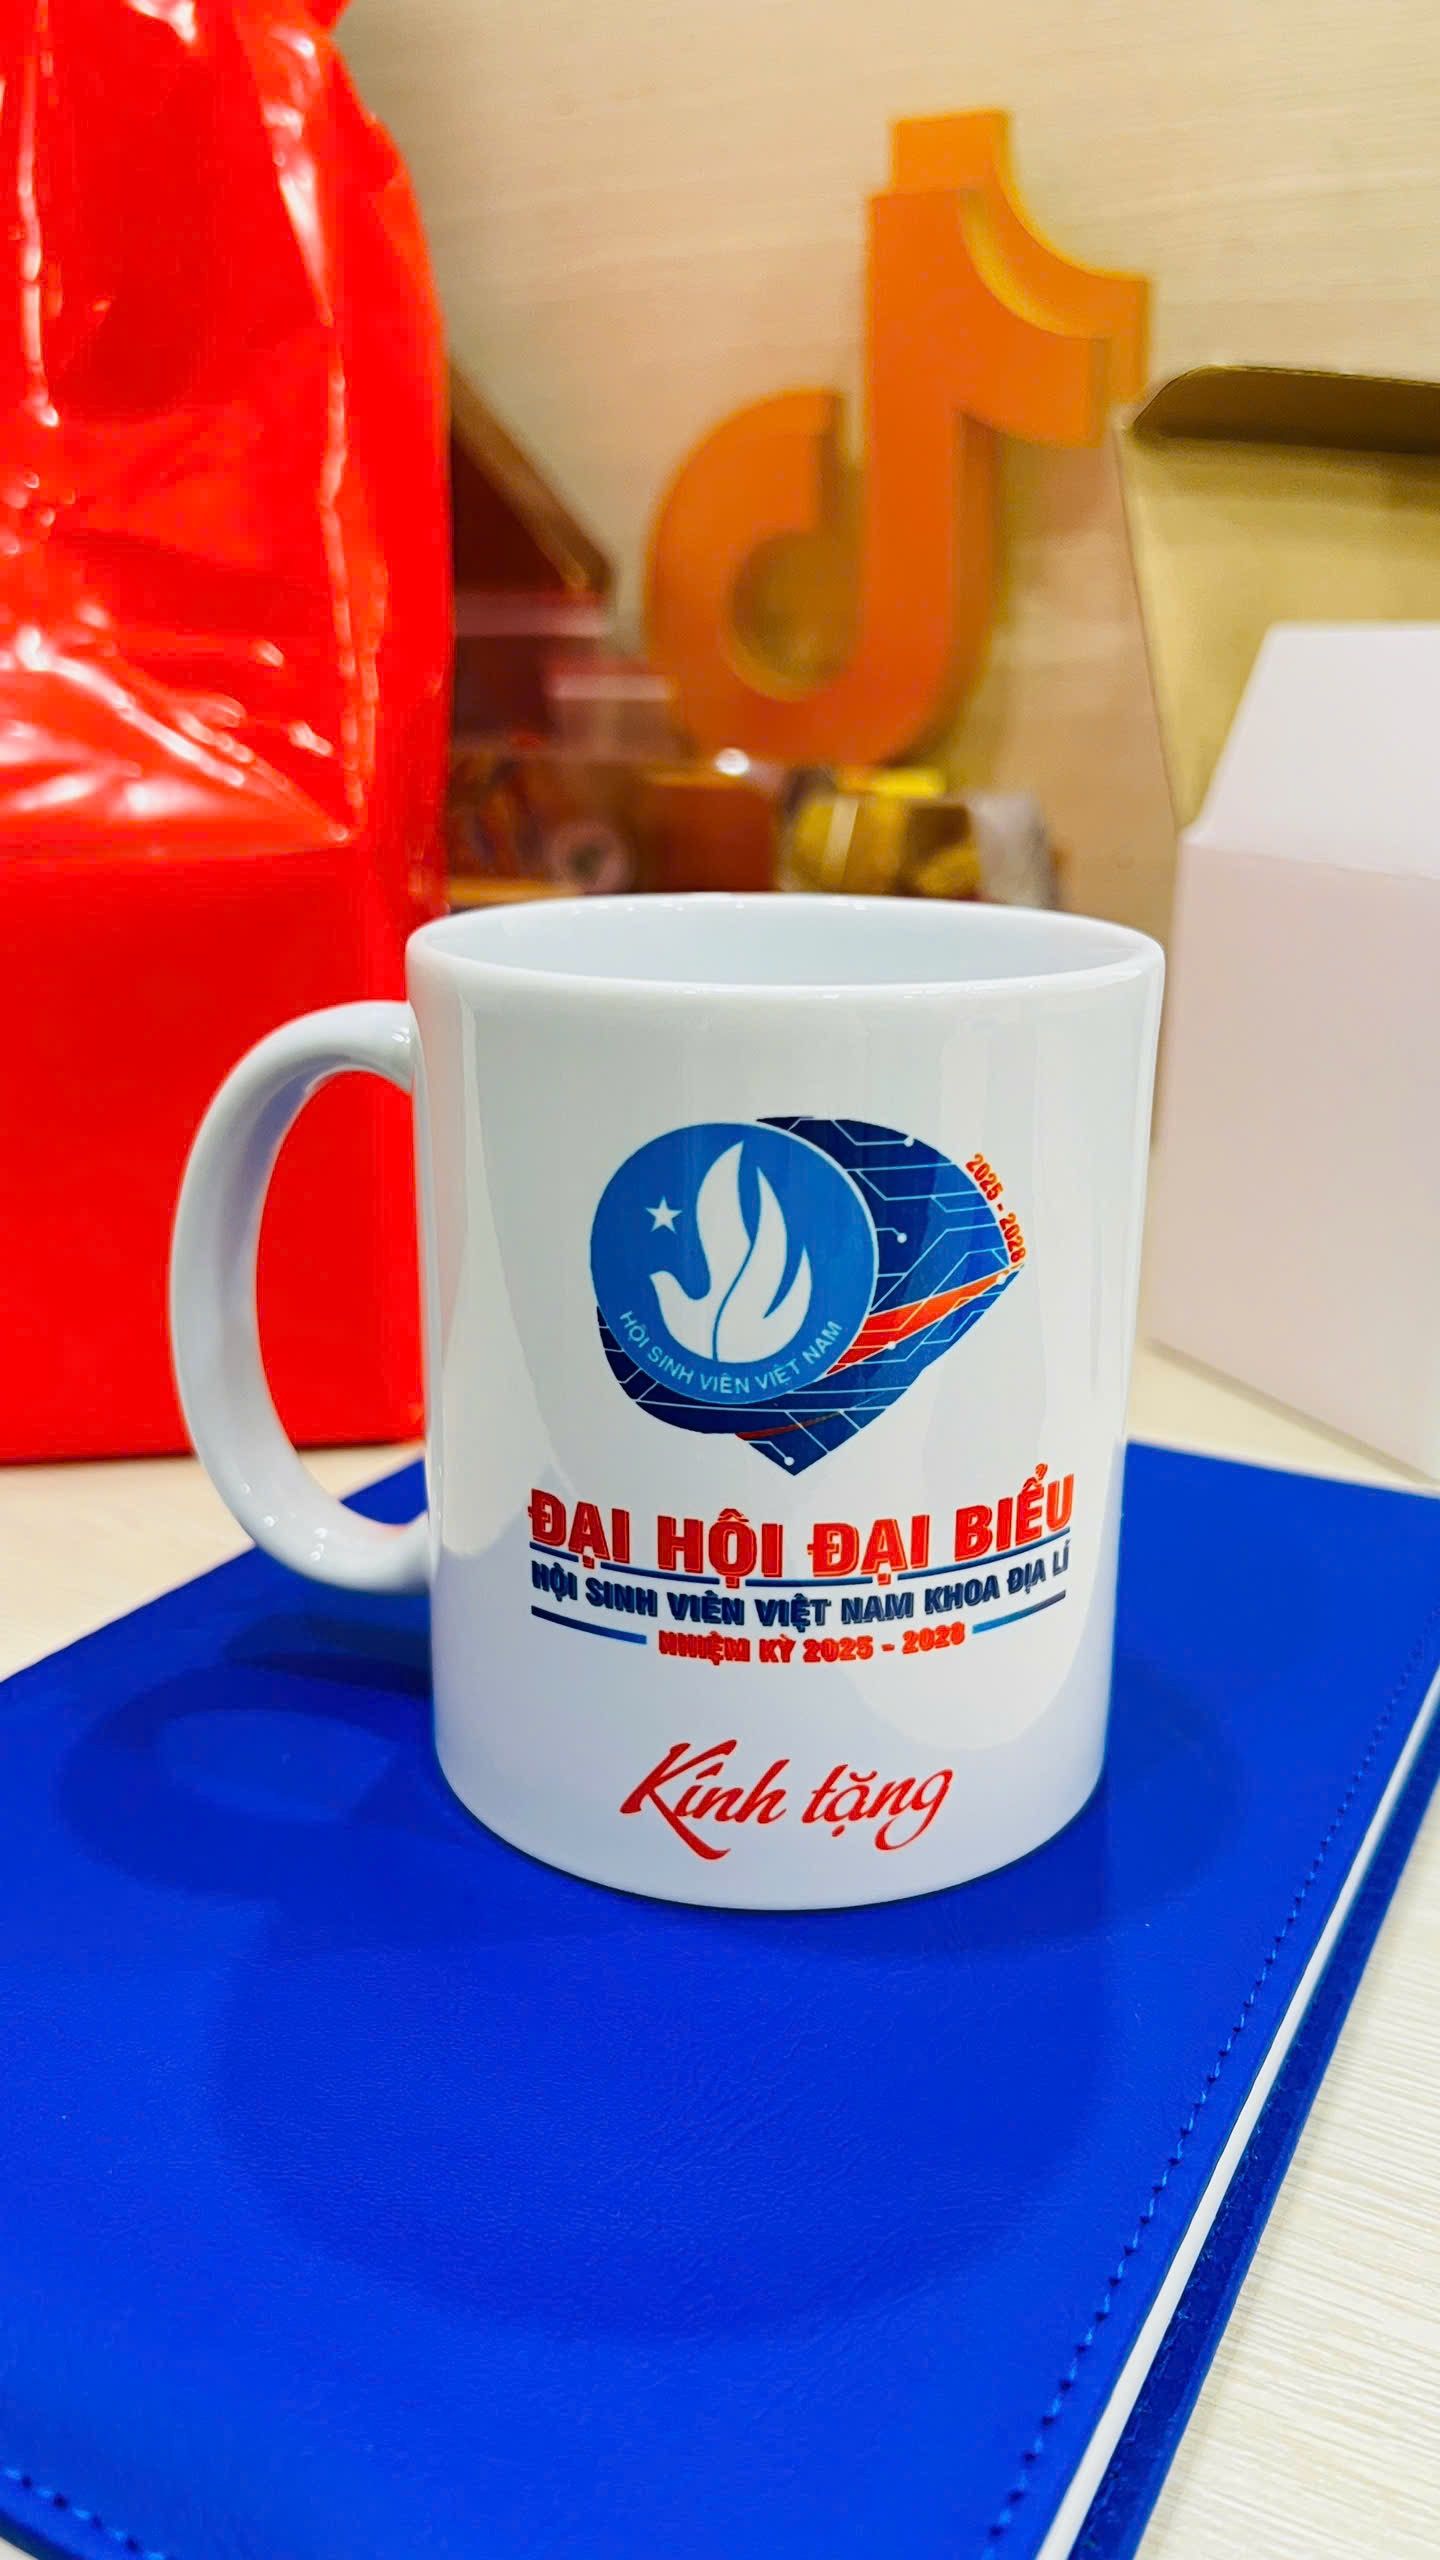 2025 - 2028
HỘI SINH VIÊN VIỆT NAM
ĐẠI HỘI ĐẠI BIỂU
HỘI SINH VIÊN VIỆT NAM KHOA ĐỊA LÍ
NHIỆM KỲ 2025 - 2028
Kính tặng